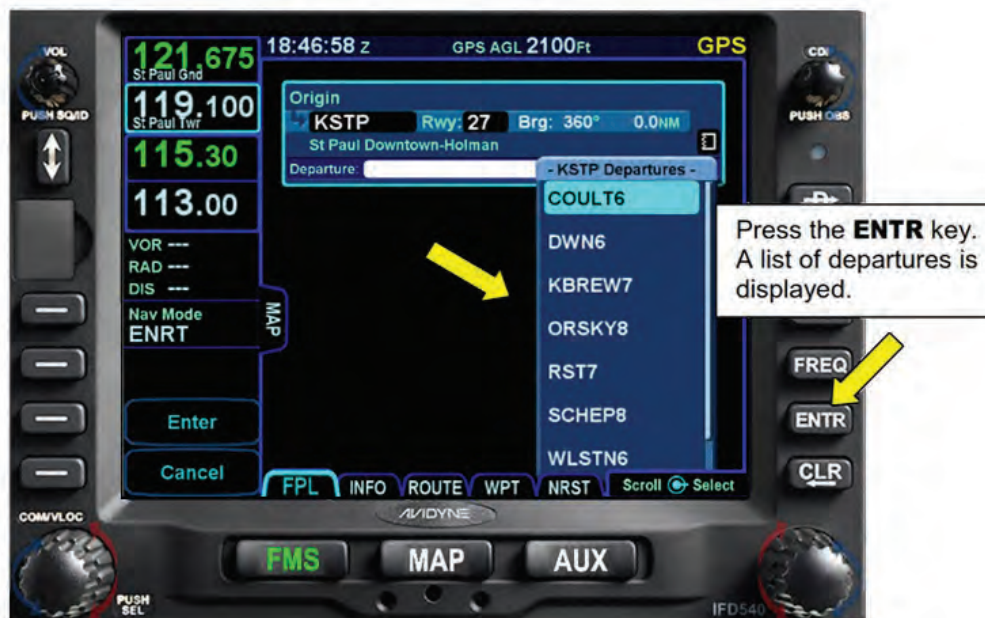 VOL
PUSH SQ/ID
121.675
St Paul Gnd
119.100
St Paul Twr
115.30
113.00
VOR ---
RAD ---
DIS ---
Nav Mode
ENRT
Enter
Cancel
COM/VLOC
PUSH
SEL
18:46:58 Z GPS AGL 2100Ft GPS
MAP
Origin
KSTP Rwy: 27 Brg: 360° 0.0NM
St Paul Downtown-Holman
Departure:
- KSTP Departures -
COULT6
DWN6
KBREW7
ORSKY8
RST7
SCHEP8
WLSTN6
FPL INFO ROUTE WPT NRST Scroll Select
AVIDYNE
FMS MAP AUX
CDI
PUSH OBS
D
Press the ENTR key.
A list of departures is
displayed.
FREQ
ENTR
CLR
IFD540